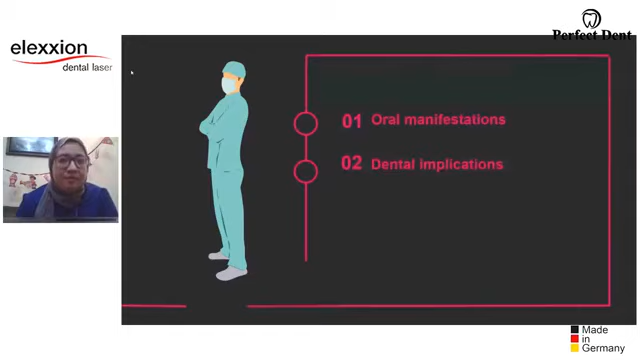 elexxion
dental laser
Perfect Dent
01 Oral manifestations
02 Dental implications
Made
in
Germany